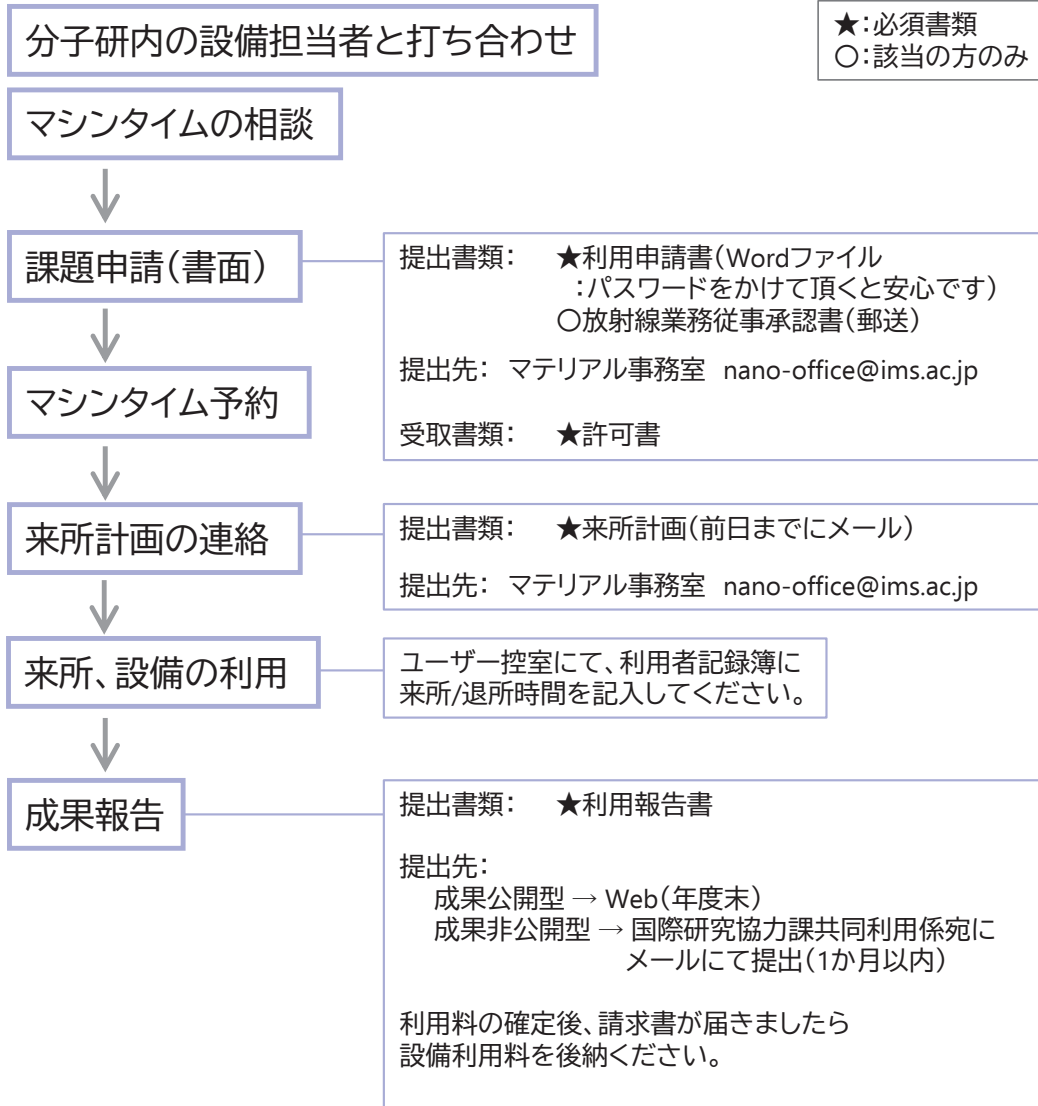 分子研内の設備担当者と打ち合わせ
★:必須書類
〇:該当の方のみ
マシンタイムの相談
課題申請(書面)
提出書類: ★利用申請書(Wordファイル
:パスワードをかけて頂くと安心です)
〇放射線業務従事承認書(郵送)
提出先: マテリアル事務室 nano-office@ims.ac.jp
受取書類: ★許可書
マシンタイム予約
来所計画の連絡
提出書類: ★来所計画(前日までにメール)
提出先: マテリアル事務室 nano-office@ims.ac.jp
来所、設備の利用
ユーザー控室にて、利用者記録簿に
来所/退所時間を記入してください。
成果報告
提出書類: ★利用報告書
提出先:
成果公開型 → Web(年度末)
成果非公開型 → 国際研究協力課共同利用係宛に
メールにて提出(1か月以内)
利用料の確定後、請求書が届きましたら
設備利用料を後納ください。